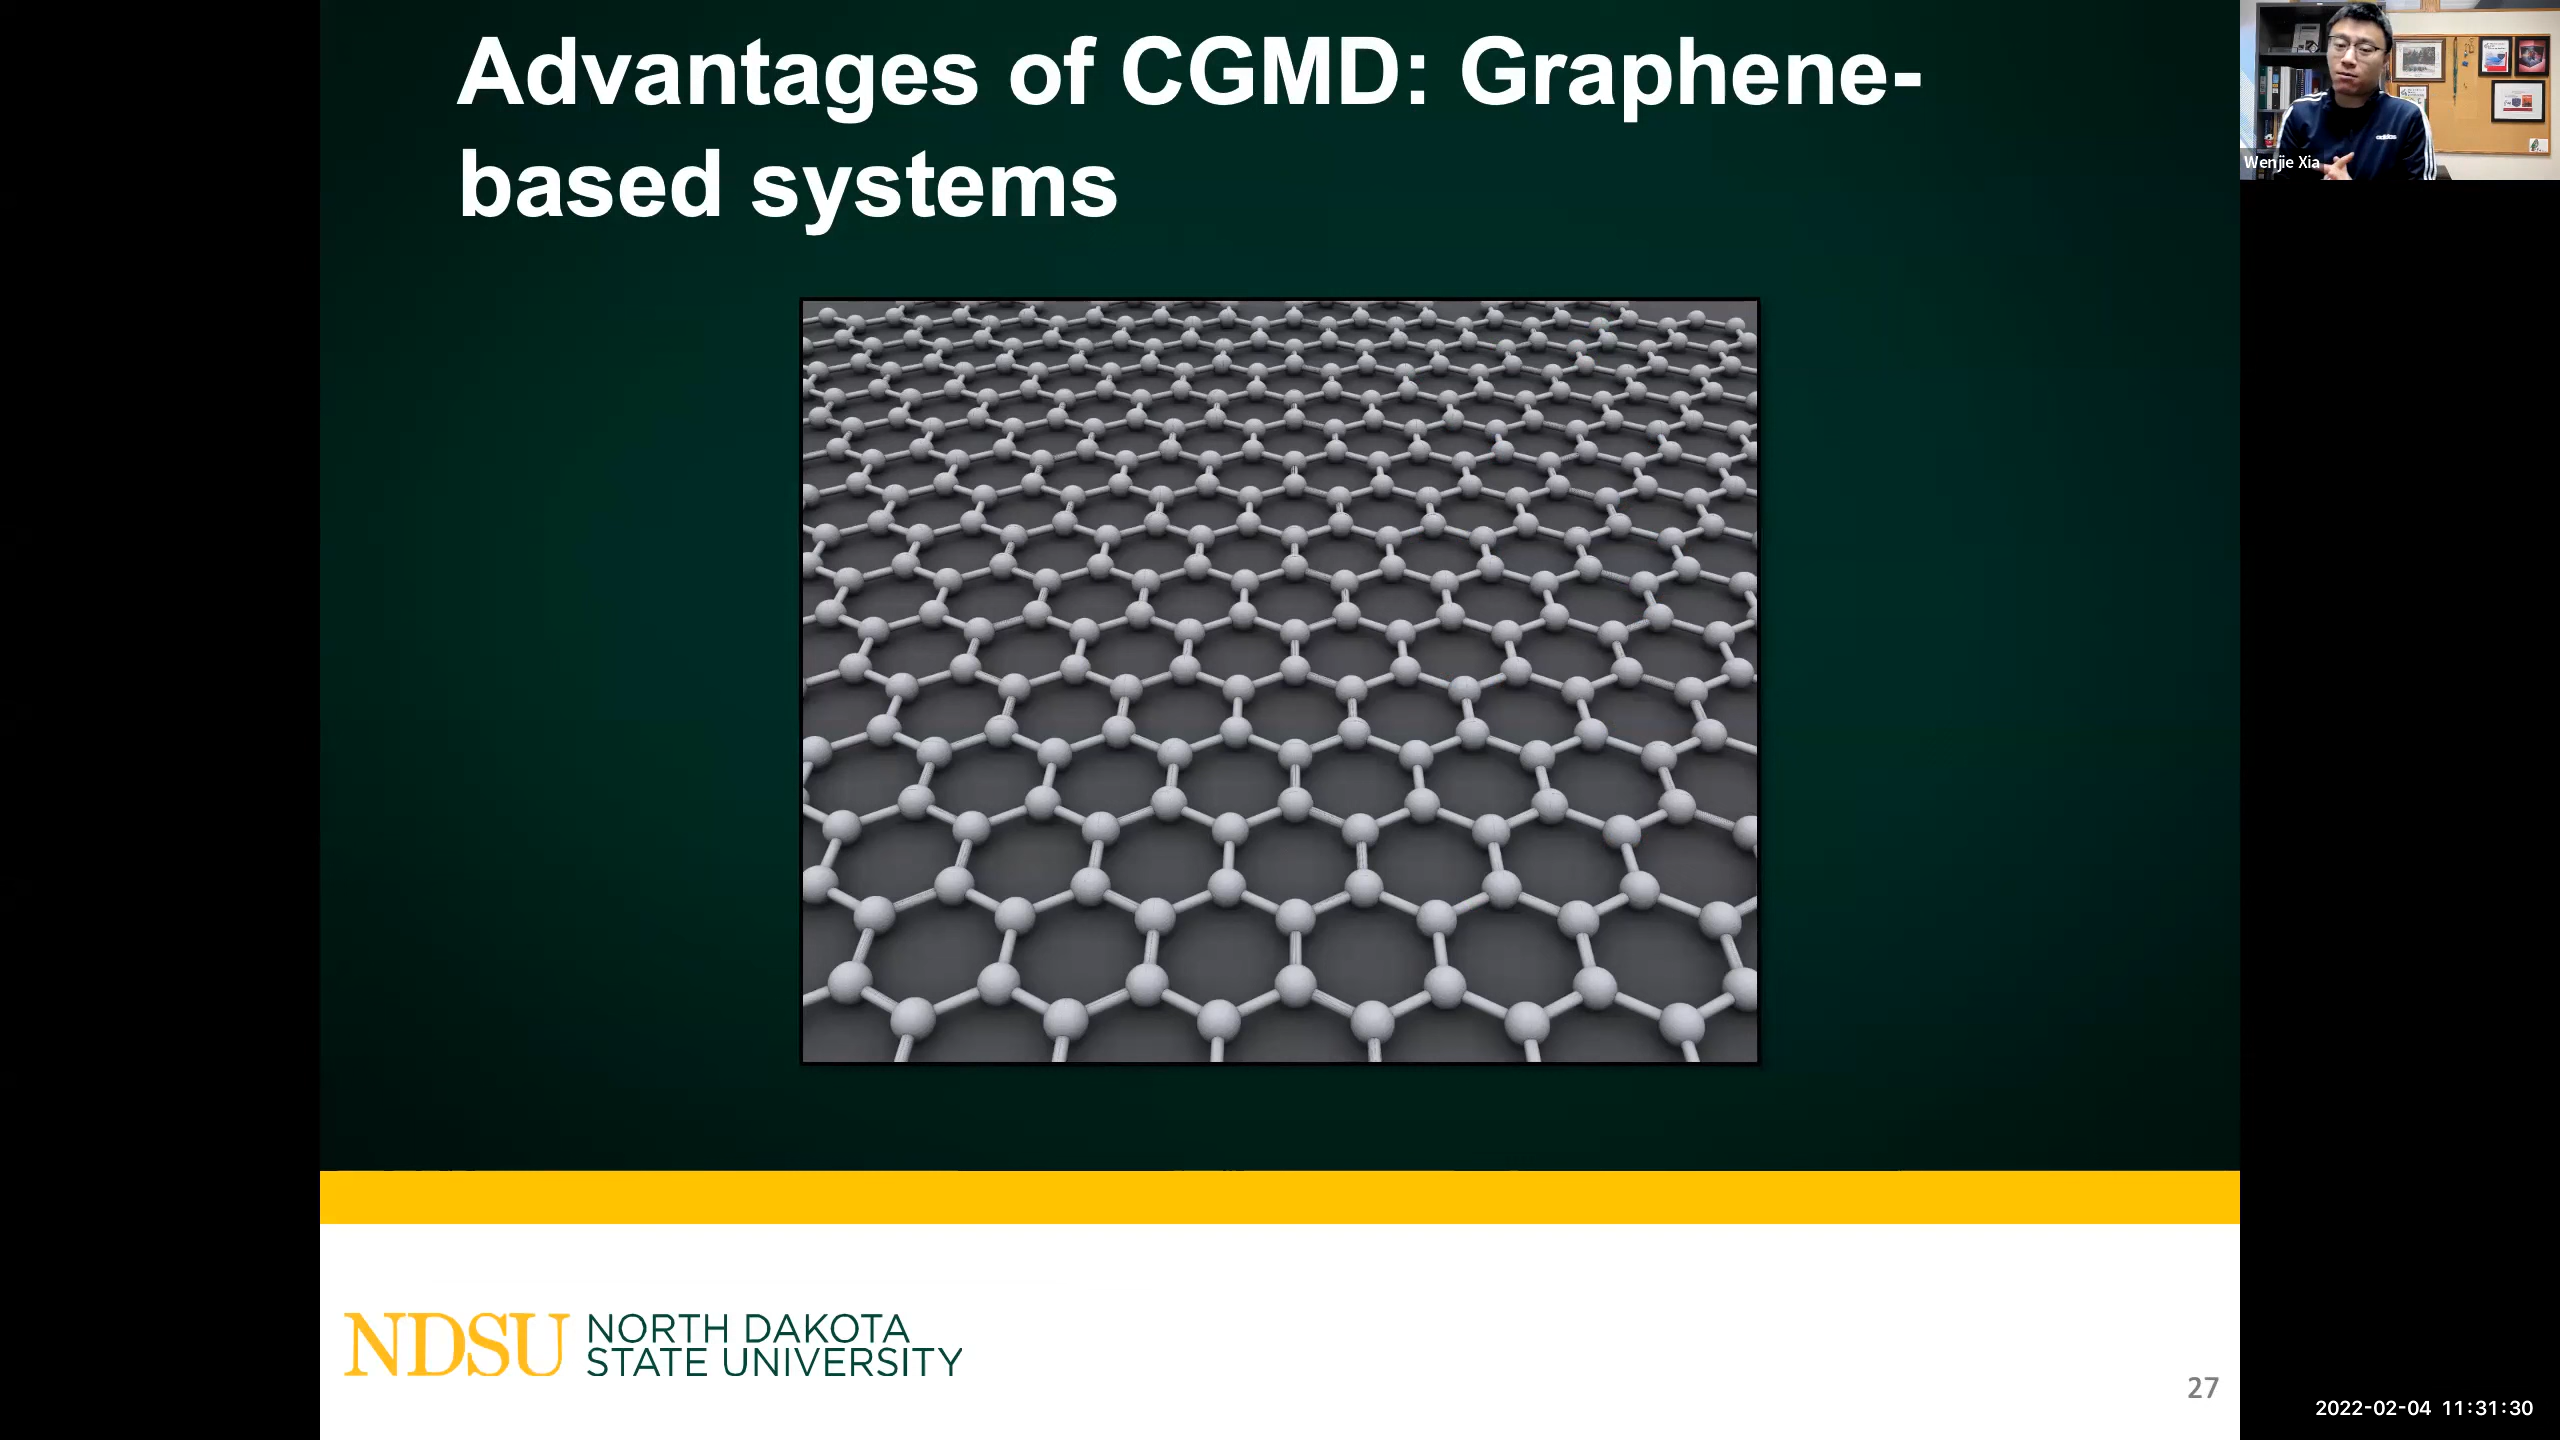 Advantages of CGMD: Graphene-
based systems
Wenjie Xia
adidas
NDSU NORTH DAKOTA
STATE UNIVERSITY
27
2022-02-04 11:31:30